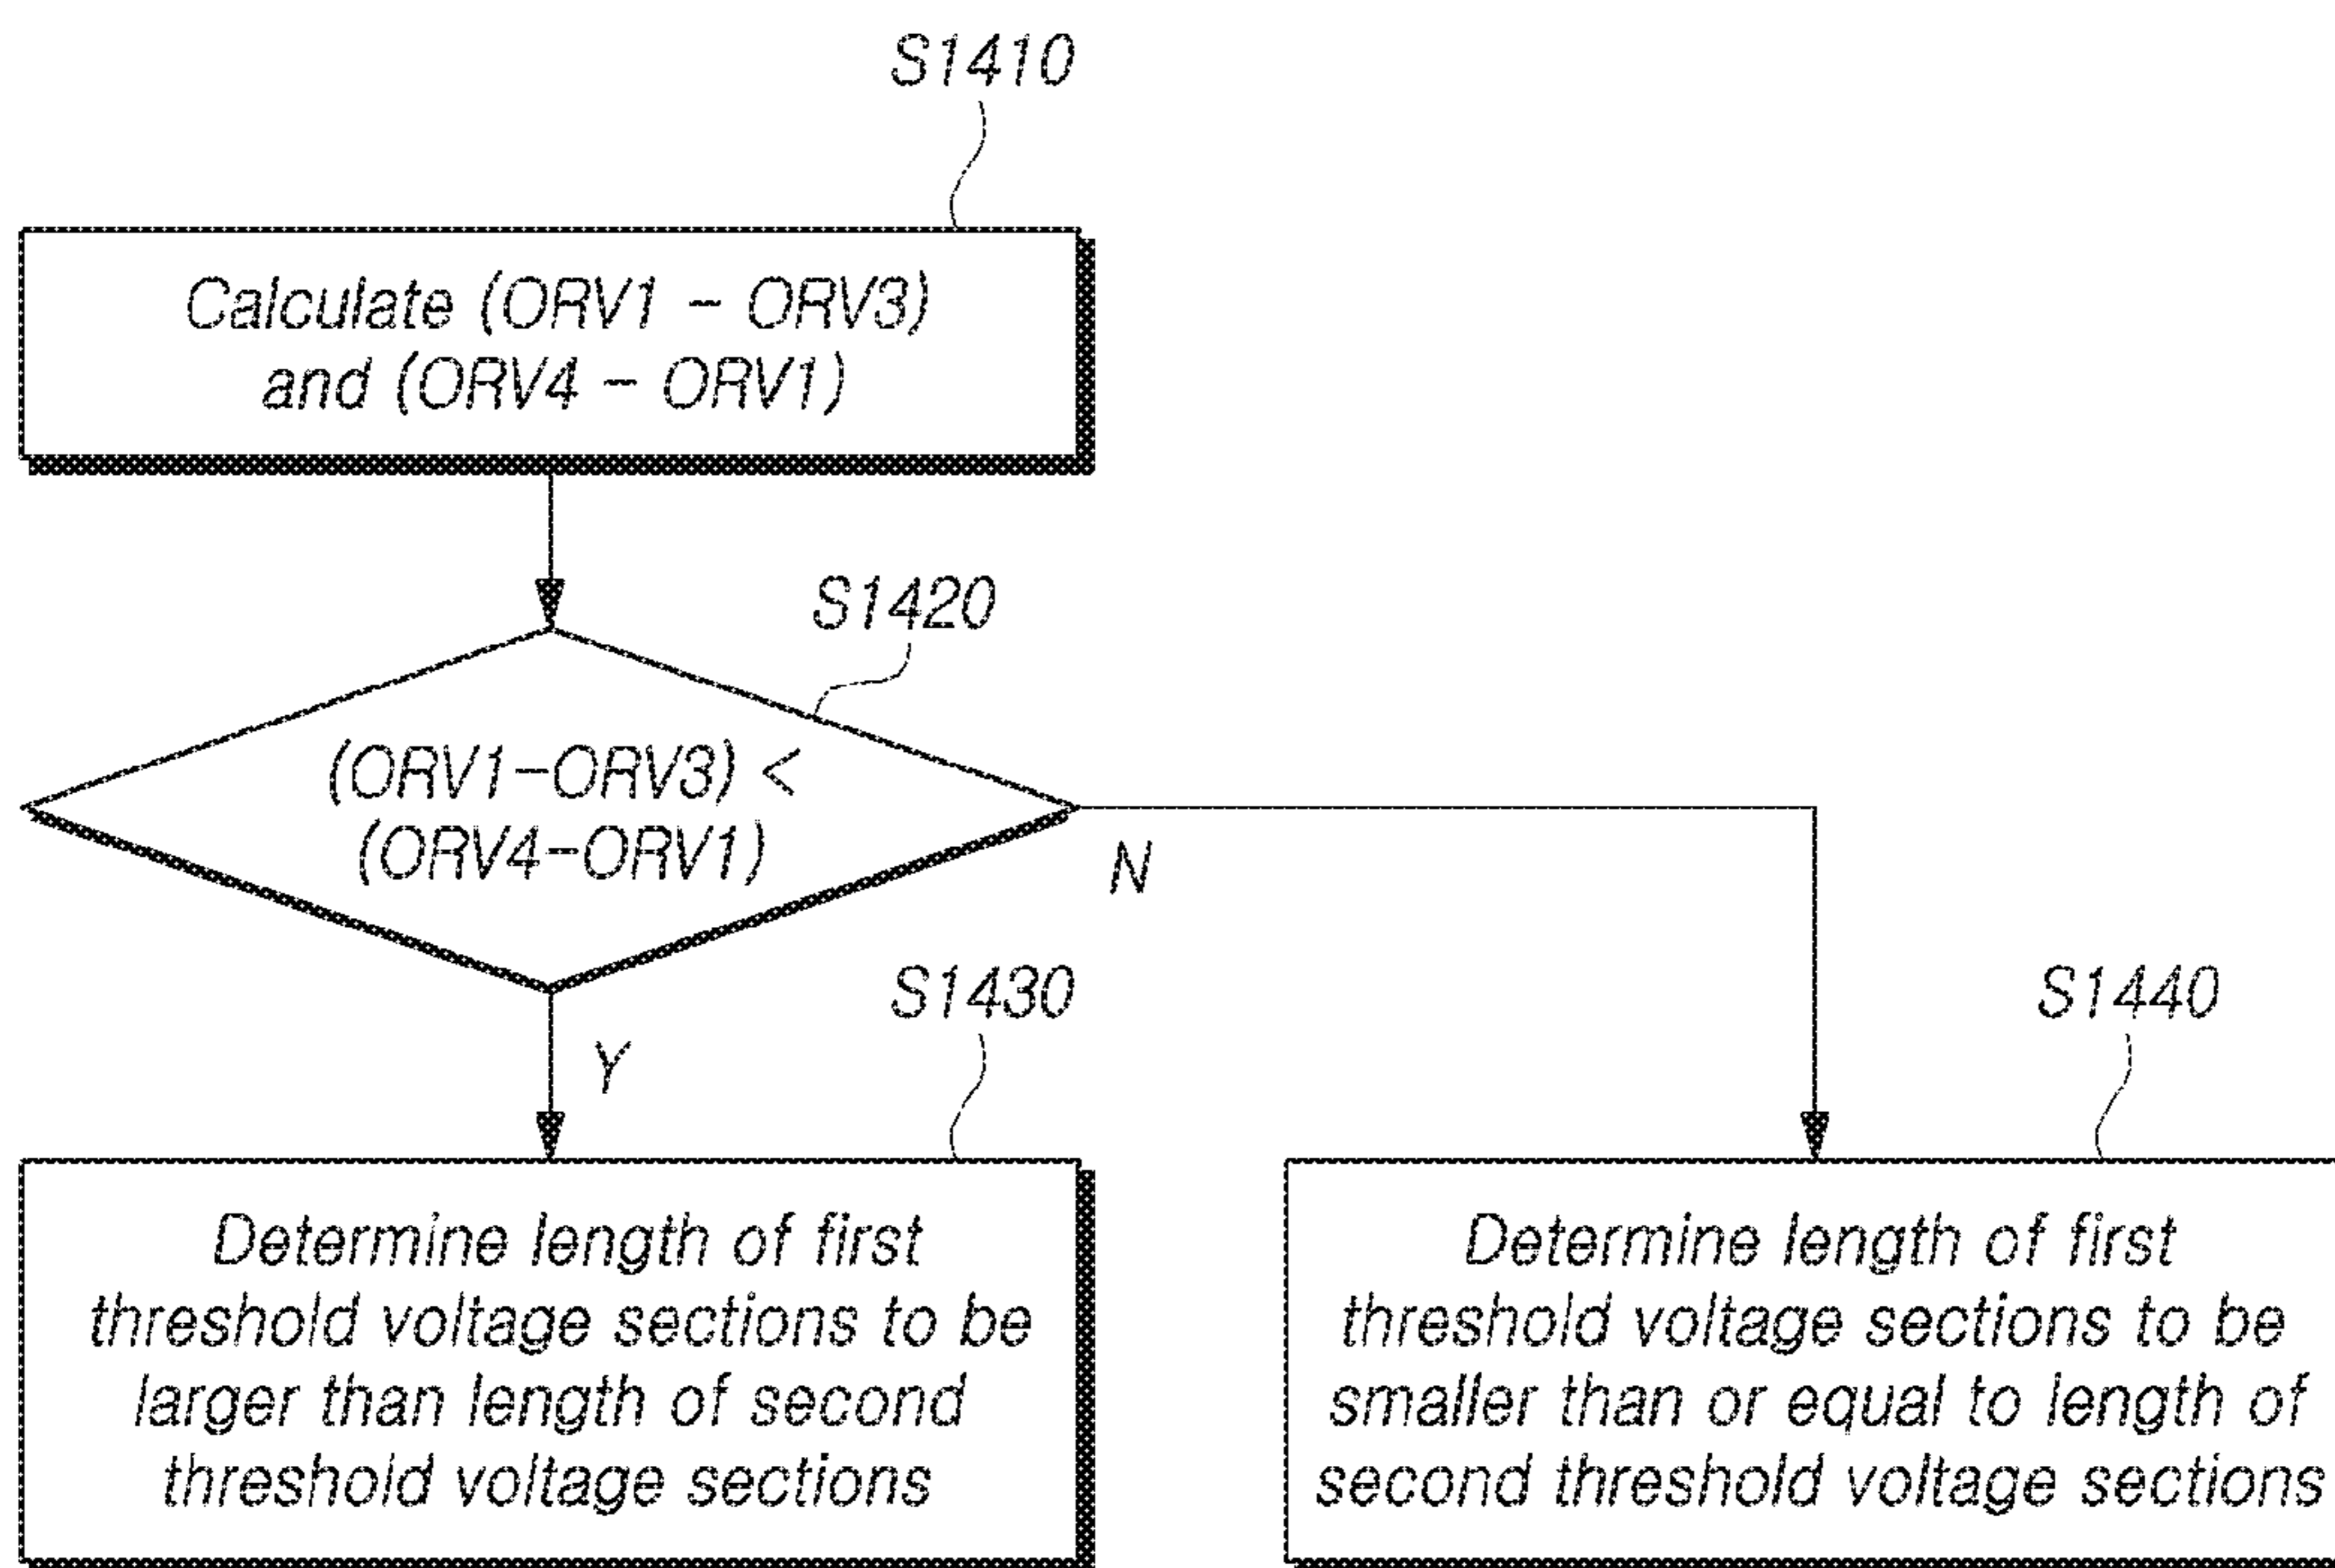 S1410
Calculate (ORV1 - ORV3)
and (ORV4 - ORV1)
S1420
(ORV1-ORV3) <
(ORV4-ORV1)
N
Y
S1430
Determine length of first
threshold voltage sections to be
larger than length of second
threshold voltage sections
S1440
Determine length of first
threshold voltage sections to be
smaller than or equal to length of
second threshold voltage sections